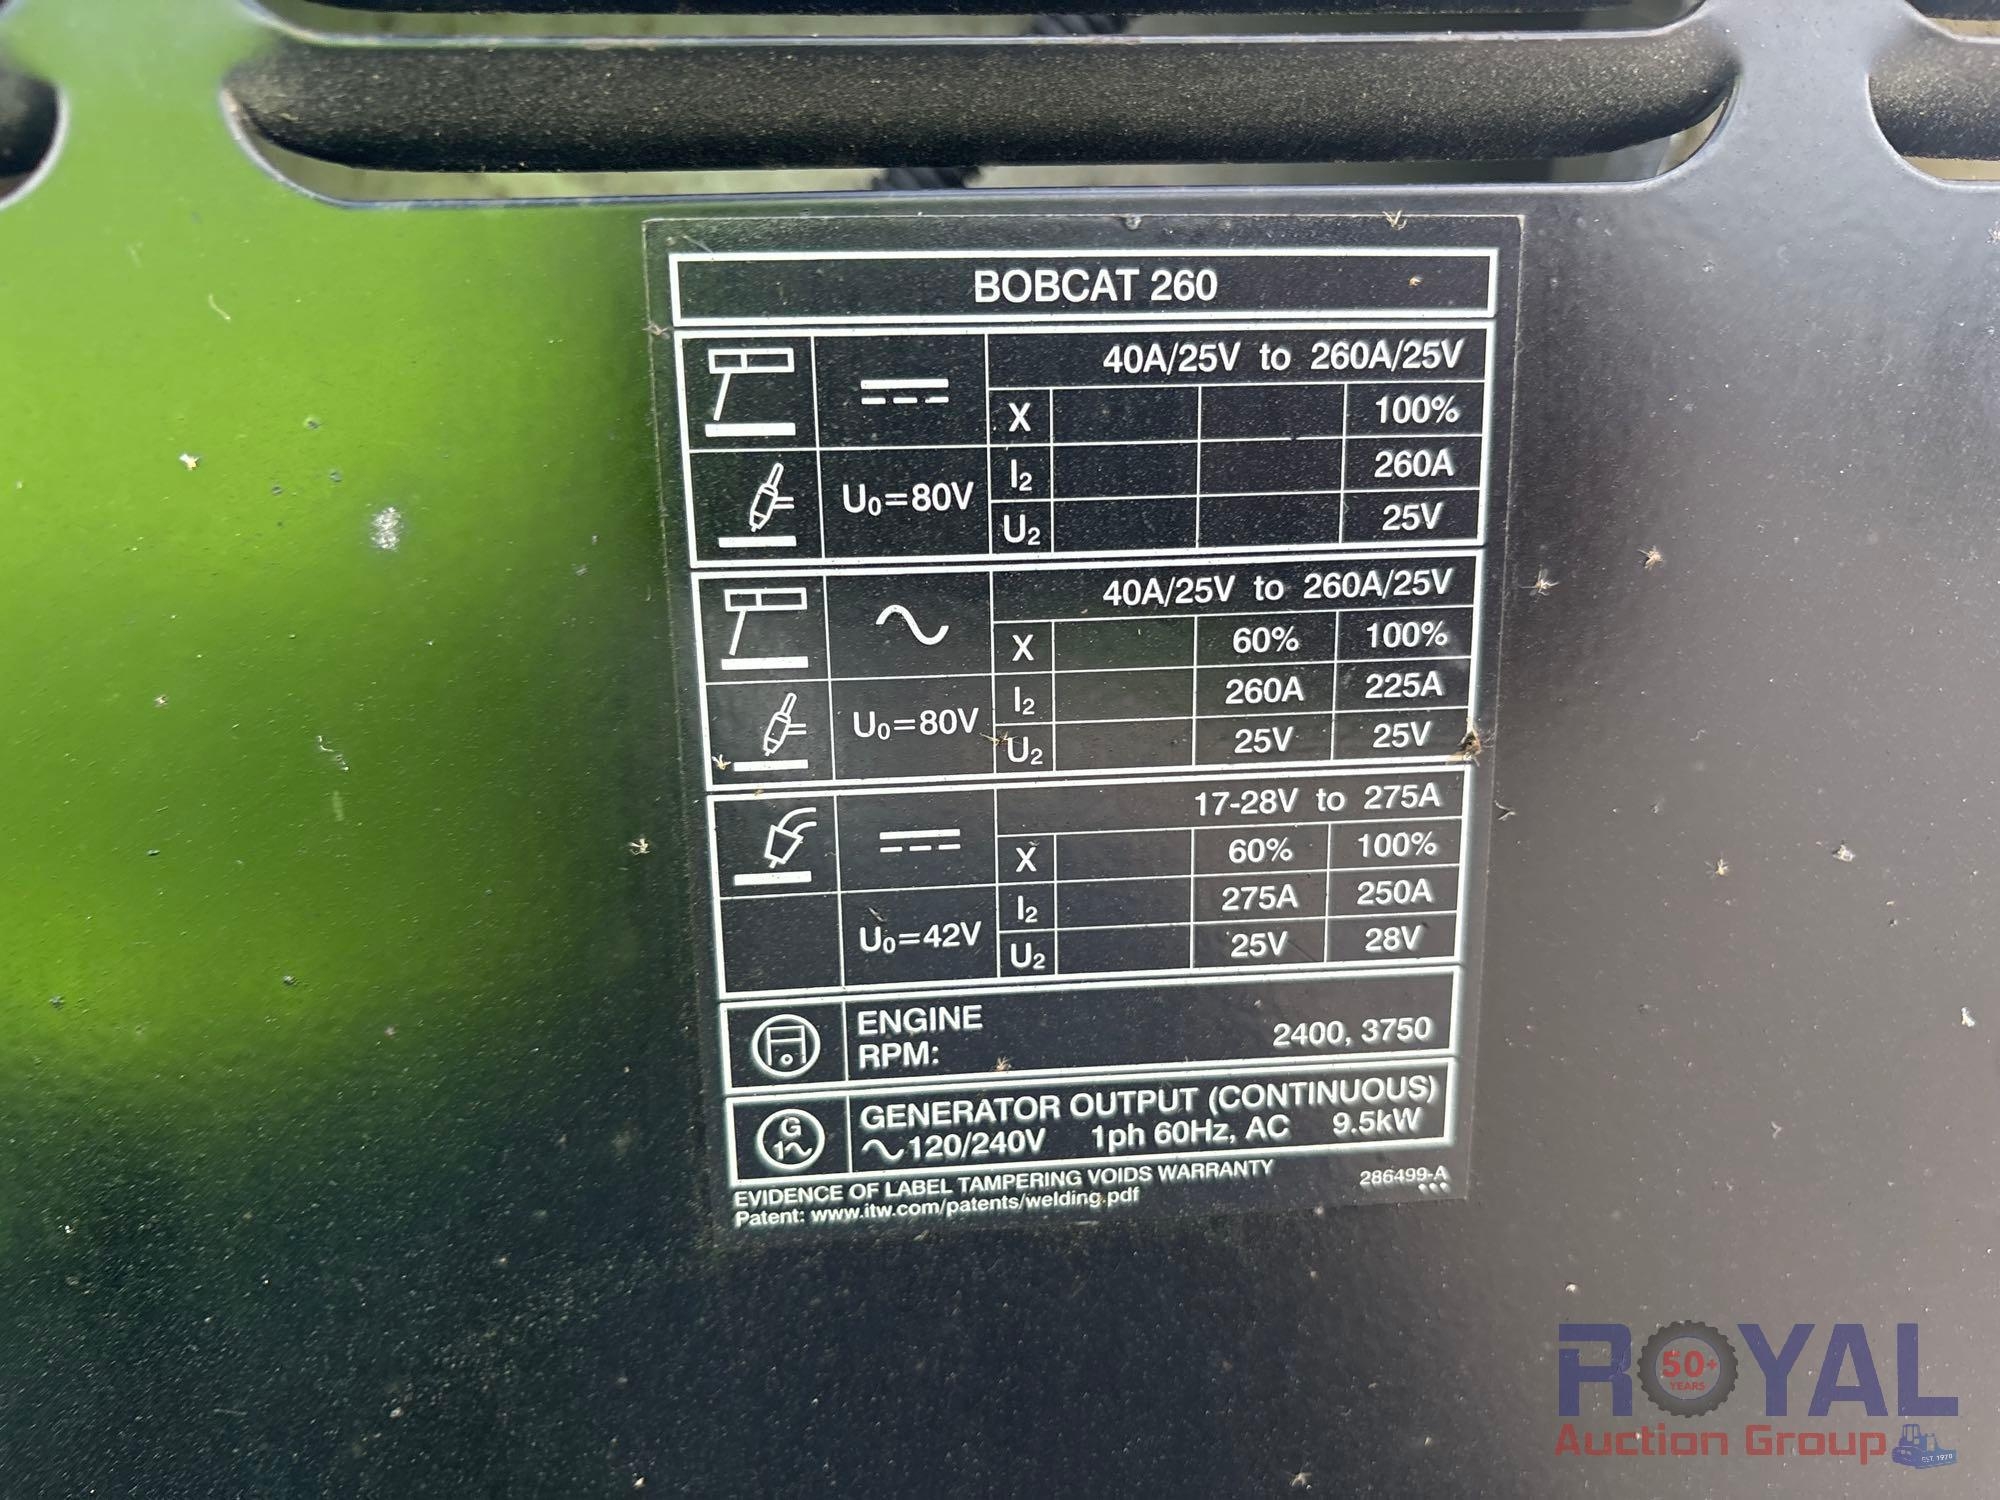 BOBCAT 260
40A/25V to 260A/25V
X 100%
I2 260A
U0=80V
U2 25V
40A/25V to 260A/25V
X 60% 100%
I2 260A 225A
U0=80V
U2 25V 25V
17-28V to 275A
X 60% 100%
I2 275A 250A
U0=42V
U2 25V 28V
ENGINE
RPM: 2400, 3750
GENERATOR OUTPUT (CONTINUOUS)
G
1~
~120/240V 1ph 60Hz, AC 9.5kW
EVIDENCE OF LABEL TAMPERING VOIDS WARRANTY 286499-A
Patent: www.itw.com/patents/welding.pdf
ROYAL
50+
YEARS
Auction Group
EST. 1970